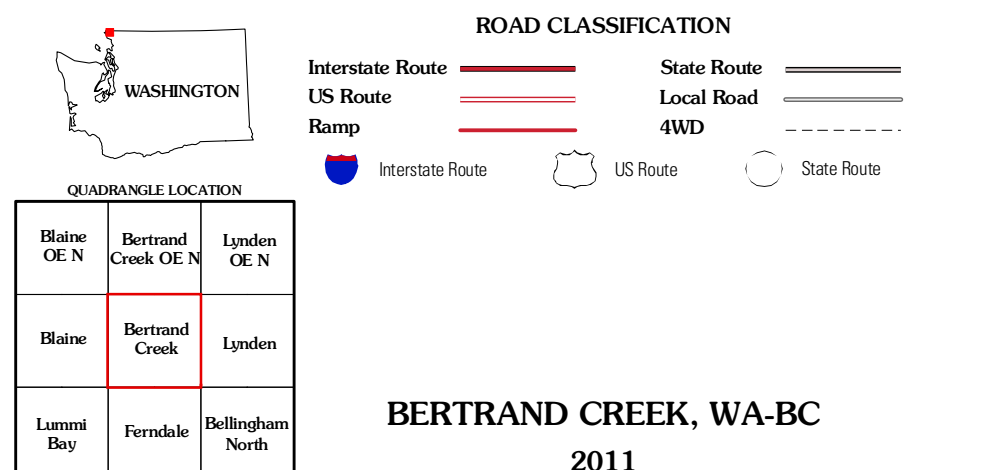 WASHINGTON
QUADRANGLE LOCATION
Blaine
OE N
Bertrand
Creek OE N
Lynden
OE N
Blaine
Bertrand
Creek
Lynden
Lummi
Bay
Ferndale
Bellingham
North
ROAD CLASSIFICATION
Interstate Route
State Route
US Route
Local Road
Ramp
4WD
Interstate Route
US Route
State Route
BERTRAND CREEK, WA-BC
2011